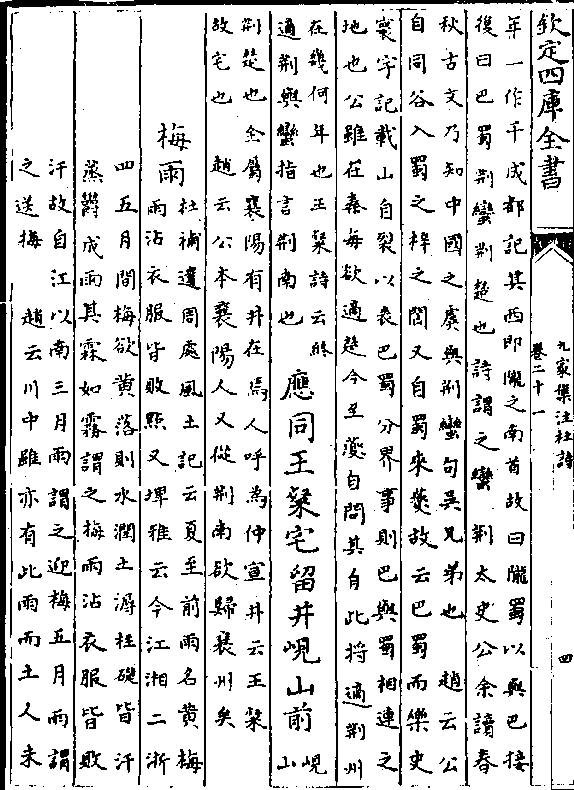 欽定四庫全書
九家集注杜詩
卷二十一
四
年一作千成都記其西即隴之南首故曰隴蜀以與巴接
後曰巴蜀荆蠻荆楚也詩謂之蠻荆太史公余讀春
秋古文乃知中國之虞與荆蠻句吳兄弟也 趙云公
自同谷入蜀之梓之閬又自蜀來夔故云巴蜀而樂史
寰宇記載山自裂以表巴蜀分界事則巴與蜀相連之
地也公雖在秦每欲適楚今至夔自問其自此將適荆州
在幾何年也王粲詩云終
適荆與蠻指言荆南也
應同王粲宅留井峴山前
峴山
荆楚也全屬襄陽有井在焉人呼為仲宣井云王粲
故宅也 趙云公本襄陽人又從荆南欲歸襄州矣
梅雨
杜補遺周處風土記云夏至前雨名黄梅
雨沾衣服皆敗㸃又埤雅云今江湘二浙
四五月間梅欲黄落則水潤土溽柱礎皆汗
蒸鬱成雨其霖如霧謂之梅雨沾衣服皆敗
汗故自江以南三月雨謂之迎梅五月雨謂
之送梅 趙云川中雖亦有此雨而土人未